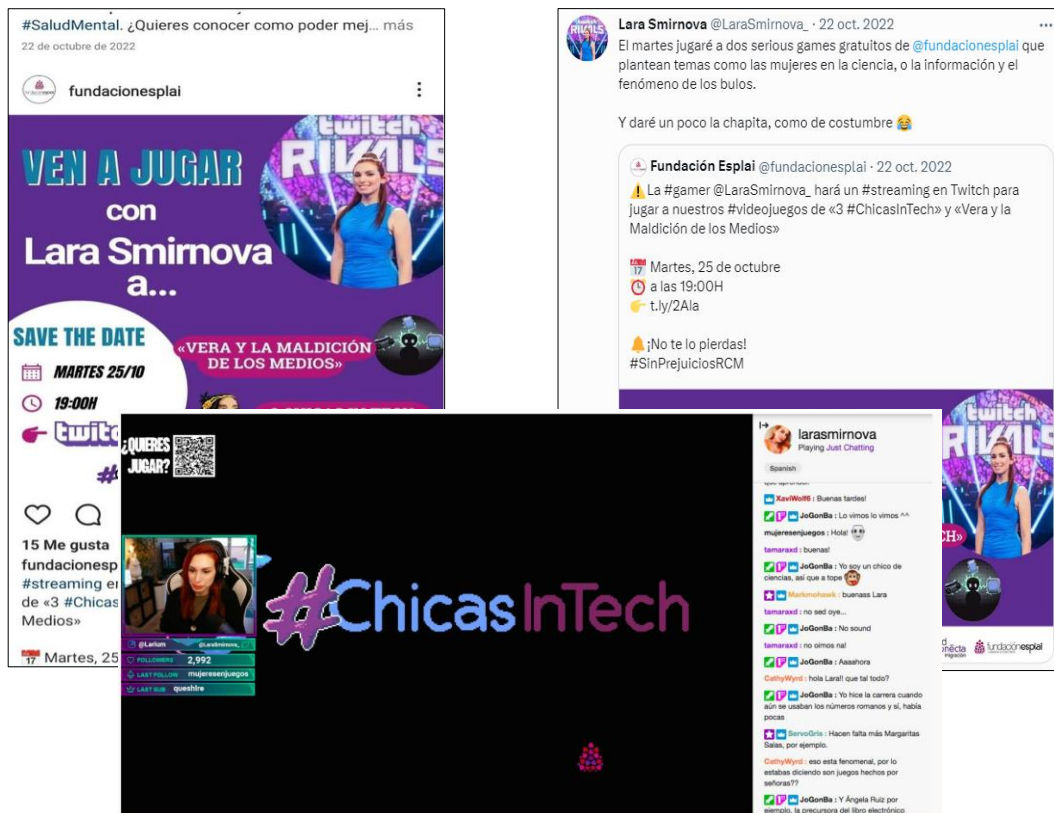 #SaludMental. ¿Quieres conocer como poder mej... más
22 de octubre de 2022
fundacionesplai
VEN A JUGAR
con
Lara Smirnova
a...
twitch
RIVALS
SAVE THE DATE
MARTES 25/10
19:00H
«VERA Y LA MALDICIÓN
DE LOS MEDIOS»
15 Me gusta
fundacionesp
#streaming e
de «3 #Chicas
Medios»
17 Martes, 25
Lara Smirnova @LaraSmirnova_ · 22 oct. 2022
El martes jugaré a dos serious games gratuitos de @fundacionesplai que
plantean temas como las mujeres en la ciencia, o la información y el
fenómeno de los bulos.
Y daré un poco la chapita, como de costumbre
Fundación Esplai @fundacionesplai · 22 oct. 2022
La #gamer @LaraSmirnova_ hará un #streaming en Twitch para
jugar a nuestros #videojuegos de «3 #ChicasInTech» y «Vera y la
Maldición de los Medios»
17 Martes, 25 de octubre
a las 19:00H
t.ly/2Ala
¡No te lo pierdas!
#SinPrejuiciosRCM
twitch
RIVALS
CH»
fundaciónesplai
¿QUIERES
JUGAR?
#ChicasInTech
@Larium @LaraSmirnova_
FOLLOWERS 2,992
LAST FOLLOW mujeresenjuegos
LAST SUB queshire
larasmirnova
Playing Just Chatting
Spanish
que aprender!
XaviWolf6 : Buenas tardes!
JoGonBa : Lo vimos lo vimos ^^
mujeresenjuegos : Hola!
tamaraxd : buenas!
JoGonBa : Yo soy un chico de
ciencias, así que a tope
Markmohawk : buenass Lara
tamaraxd : no sed oye...
JoGonBa : No sound
tamaraxd : no oimos na!
JoGonBa : Aaaahora
CathyWyrd : hola Lara!! que tal todo?
JoGonBa : Yo hice la carrera cuando
aún se usaban los números romanos y sí, había
pocas
ServoGris : Hacen falta más Margaritas
Salas, por ejemplo.
CathyWyrd : eso esta fenomenal, por lo
estabas diciendo son juegos hechos por
señoras??
JoGonBa : Y Ángela Ruiz por
ejemplo, la precursora del libro electrónico